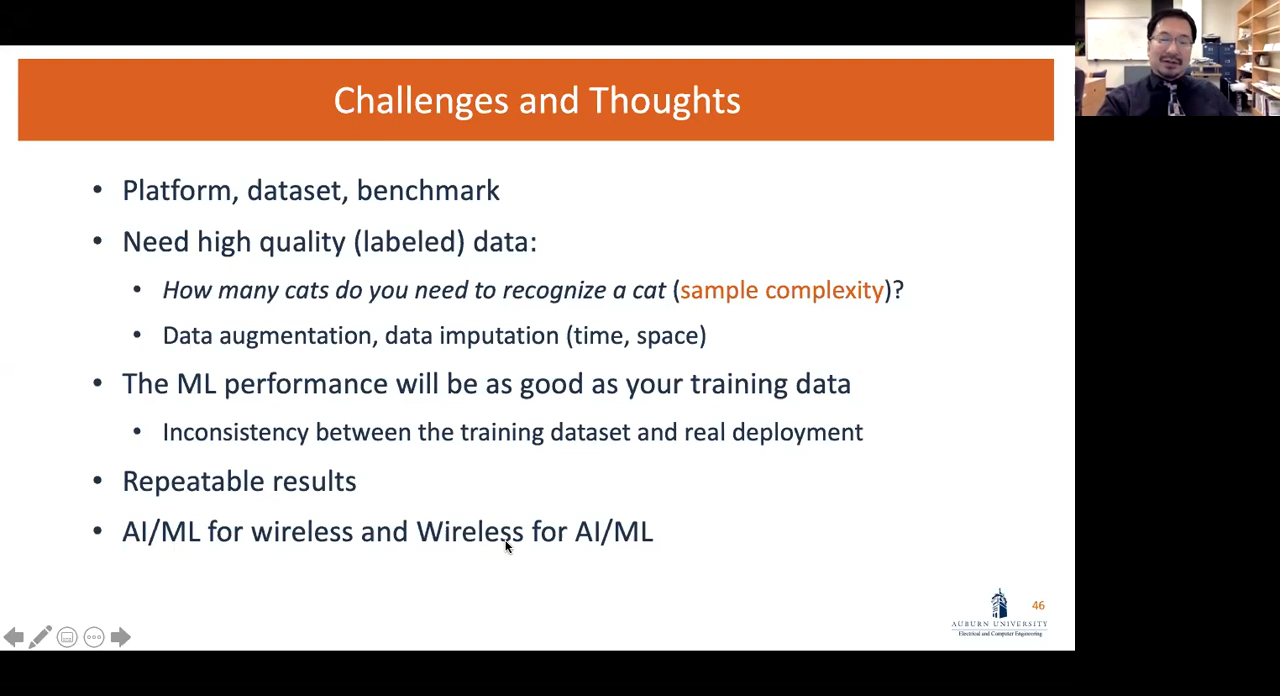 Challenges and Thoughts
• Platform, dataset, benchmark
• Need high quality (labeled) data:
• How many cats do you need to recognize a cat (sample complexity)?
• Data augmentation, data imputation (time, space)
• The ML performance will be as good as your training data
• Inconsistency between the training dataset and real deployment
• Repeatable results
• AI/ML for wireless and Wireless for AI/ML
46
AUBURN UNIVERSITY
Electrical and Computer Engineering